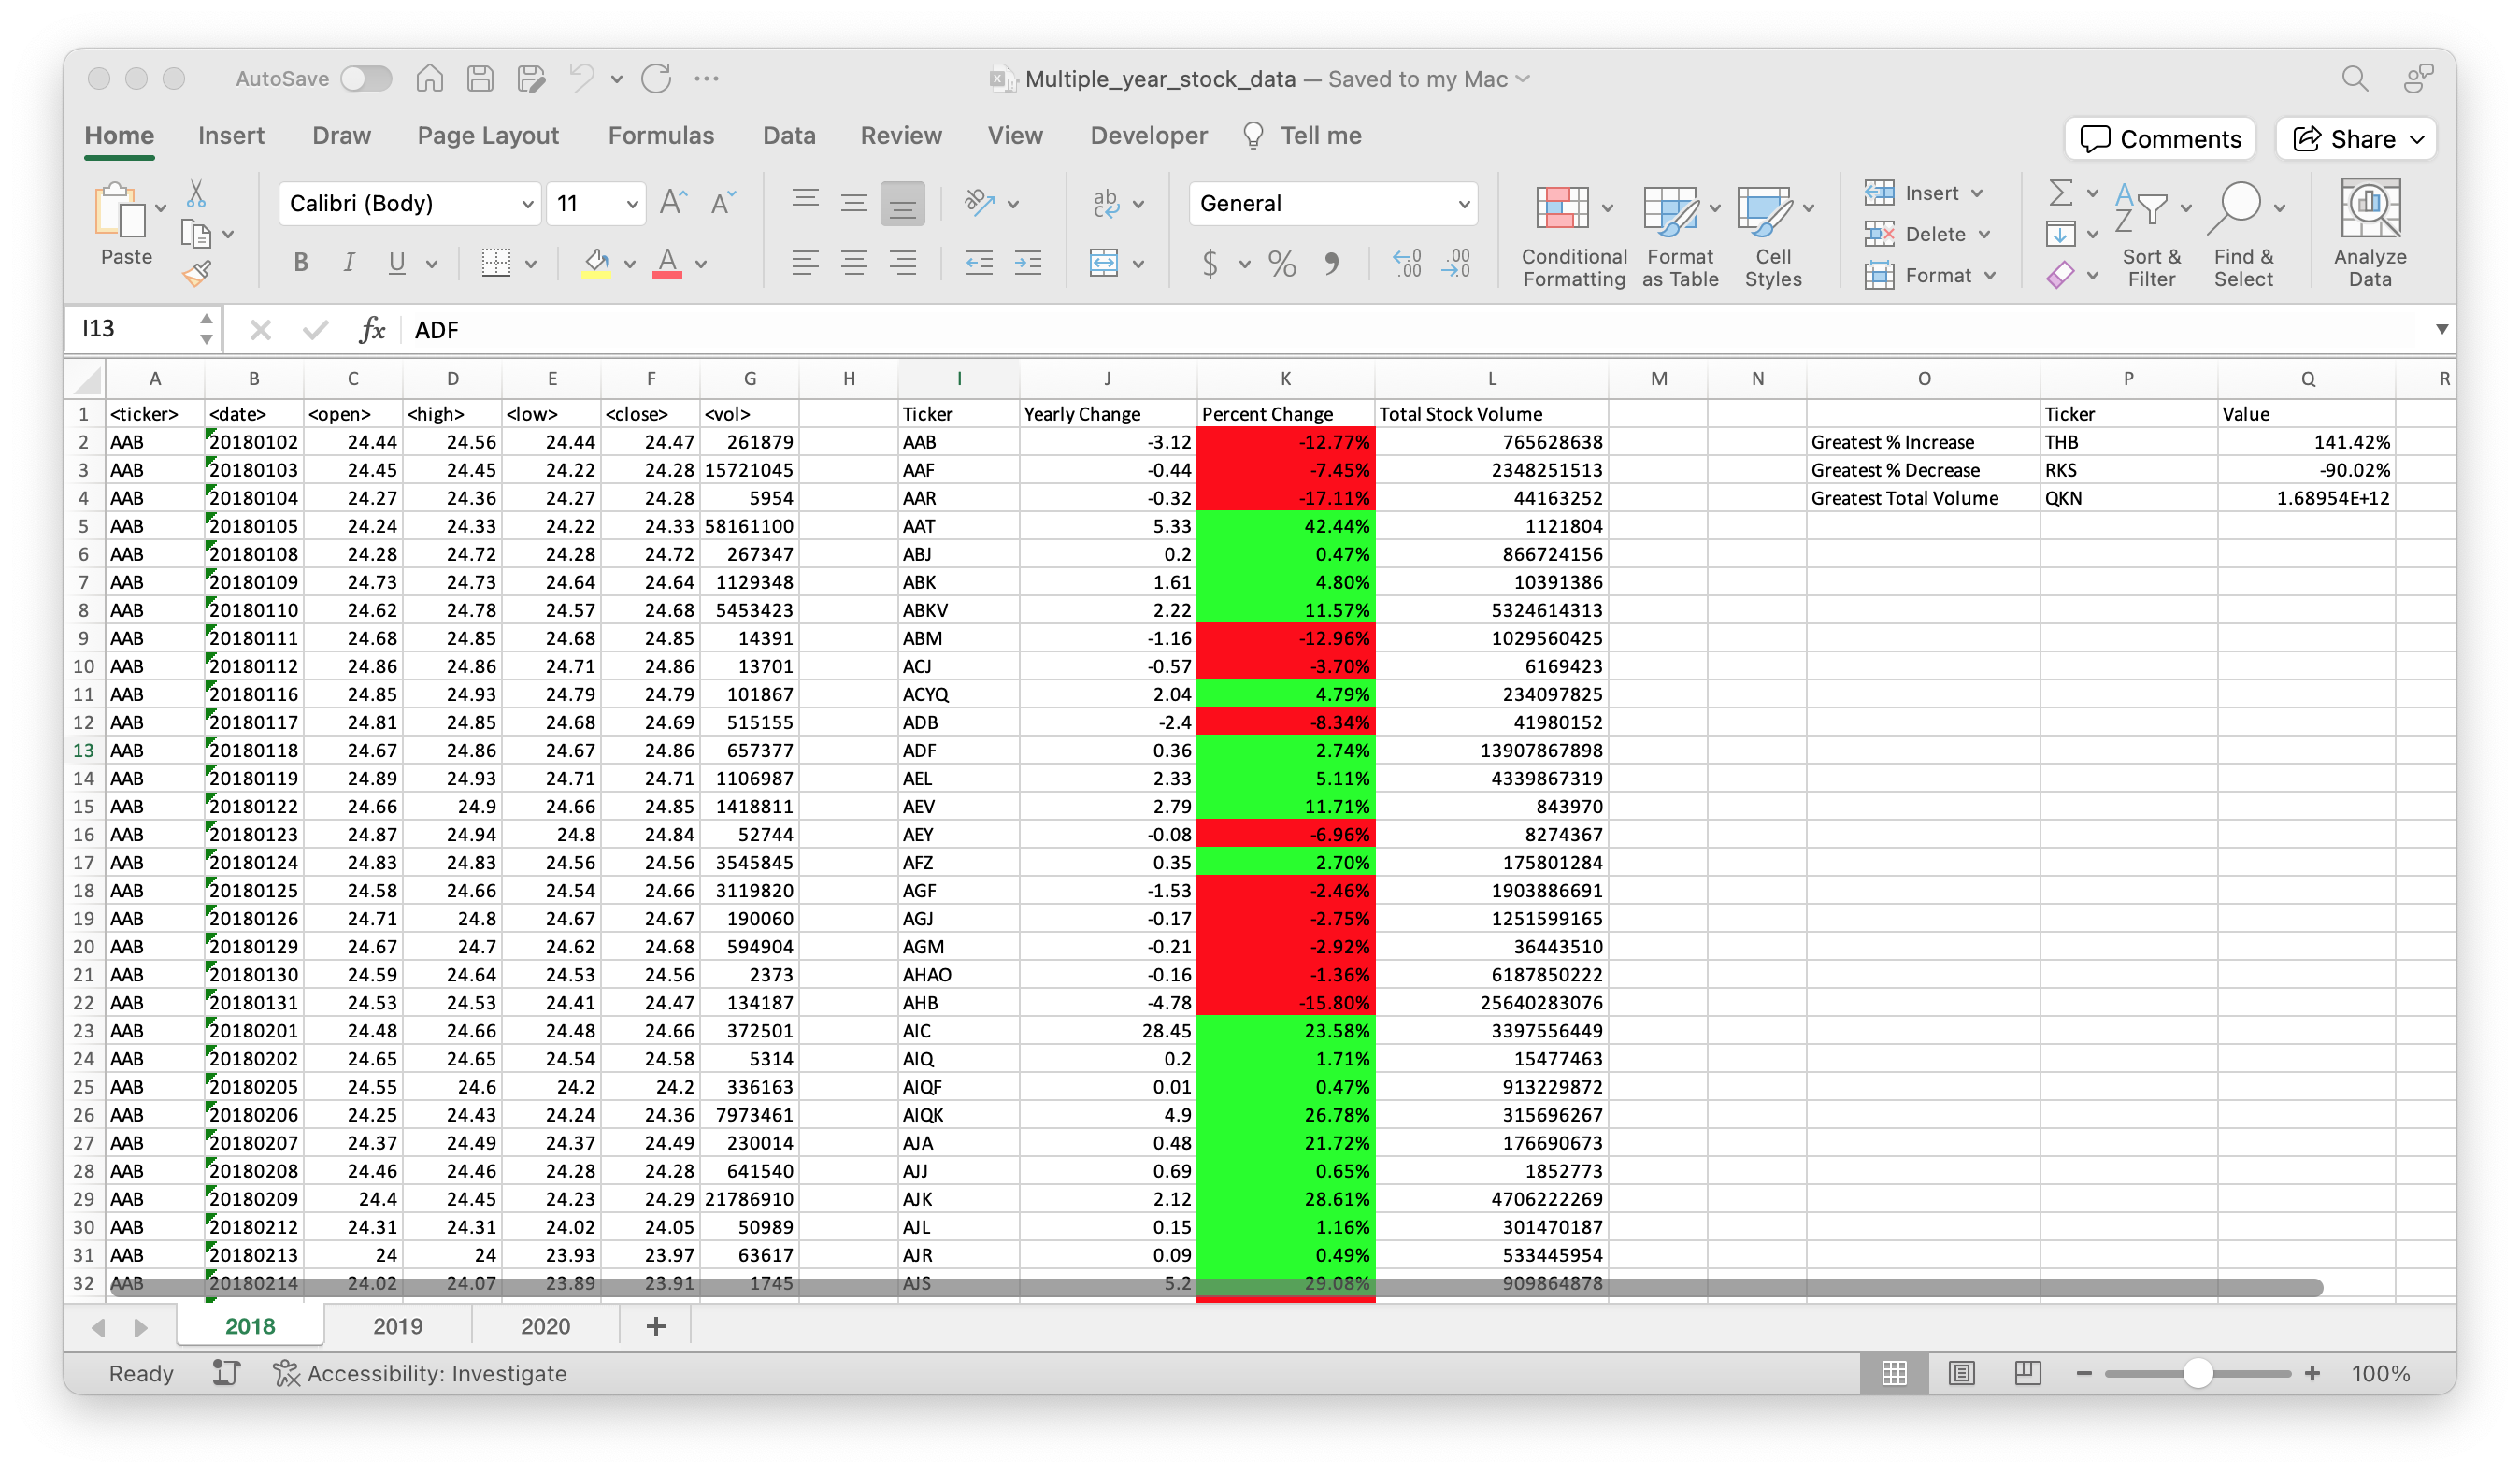 AutoSave Multiple_year_stock_data — Saved to my Mac
Home Insert Draw Page Layout Formulas Data Review View Developer Tell me Comments Share
Paste Calibri (Body) 11 General Conditional Formatting Format as Table Cell Styles Insert Delete Format Sort & Filter Find & Select Analyze Data
I13 fx ADF
A B C D E F G H I J K L M N O P Q R
1 <ticker> <date> <open> <high> <low> <close> <vol> Ticker Yearly Change Percent Change Total Stock Volume Ticker Value
2 AAB 20180102 24.44 24.56 24.44 24.47 261879 AAB -3.12 -12.77% 765628638 Greatest % Increase THB 141.42%
3 AAB 20180103 24.45 24.45 24.22 24.28 15721045 AAF -0.44 -7.45% 2348251513 Greatest % Decrease RKS -90.02%
4 AAB 20180104 24.27 24.36 24.27 24.28 5954 AAR -0.32 -17.11% 44163252 Greatest Total Volume QKN 1.68954E+12
5 AAB 20180105 24.24 24.33 24.22 24.33 58161100 AAT 5.33 42.44% 1121804
6 AAB 20180108 24.28 24.72 24.28 24.72 267347 ABJ 0.2 0.47% 866724156
7 AAB 20180109 24.73 24.73 24.64 24.64 1129348 ABK 1.61 4.80% 10391386
8 AAB 20180110 24.62 24.78 24.57 24.68 5453423 ABKV 2.22 11.57% 5324614313
9 AAB 20180111 24.68 24.85 24.68 24.85 14391 ABM -1.16 -12.96% 1029560425
10 AAB 20180112 24.86 24.86 24.71 24.86 13701 ACJ -0.57 -3.70% 6169423
11 AAB 20180116 24.85 24.93 24.79 24.79 101867 ACYQ 2.04 4.79% 234097825
12 AAB 20180117 24.81 24.85 24.68 24.69 515155 ADB -2.4 -8.34% 41980152
13 AAB 20180118 24.67 24.86 24.67 24.86 657377 ADF 0.36 2.74% 13907867898
14 AAB 20180119 24.89 24.93 24.71 24.71 1106987 AEL 2.33 5.11% 4339867319
15 AAB 20180122 24.66 24.9 24.66 24.85 1418811 AEV 2.79 11.71% 843970
16 AAB 20180123 24.87 24.94 24.8 24.84 52744 AEY -0.08 -6.96% 8274367
17 AAB 20180124 24.83 24.83 24.56 24.56 3545845 AFZ 0.35 2.70% 175801284
18 AAB 20180125 24.58 24.66 24.54 24.66 3119820 AGF -1.53 -2.46% 1903886691
19 AAB 20180126 24.71 24.8 24.67 24.67 190060 AGJ -0.17 -2.75% 1251599165
20 AAB 20180129 24.67 24.7 24.62 24.68 594904 AGM -0.21 -2.92% 36443510
21 AAB 20180130 24.59 24.64 24.53 24.56 2373 AHAO -0.16 -1.36% 6187850222
22 AAB 20180131 24.53 24.53 24.41 24.47 134187 AHB -4.78 -15.80% 25640283076
23 AAB 20180201 24.48 24.66 24.48 24.66 372501 AIC 28.45 23.58% 3397556449
24 AAB 20180202 24.65 24.65 24.54 24.58 5314 AIQ 0.2 1.71% 15477463
25 AAB 20180205 24.55 24.6 24.2 24.2 336163 AIQF 0.01 0.47% 913229872
26 AAB 20180206 24.25 24.43 24.24 24.36 7973461 AIQK 4.9 26.78% 315696267
27 AAB 20180207 24.37 24.49 24.37 24.49 230014 AJA 0.48 21.72% 176690673
28 AAB 20180208 24.46 24.46 24.28 24.28 641540 AJJ 0.69 0.65% 1852773
29 AAB 20180209 24.4 24.45 24.23 24.29 21786910 AJK 2.12 28.61% 4706222269
30 AAB 20180212 24.31 24.31 24.02 24.05 50989 AJL 0.15 1.16% 301470187
31 AAB 20180213 24 24 23.93 23.97 63617 AJR 0.09 0.49% 533445954
32 AAB 20180214 24.02 24.07 23.89 23.91 1745 AJS 5.2 29.08% 909864878
2018 2019 2020 +
Ready Accessibility: Investigate 100%